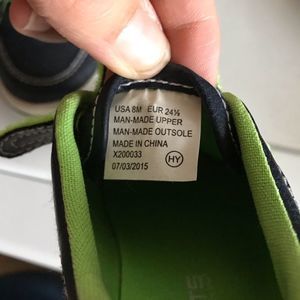 USA 8M EUR 24½
MAN-MADE UPPER
MAN-MADE OUTSOLE
MADE IN CHINA
X200033 HY
07/03/2015